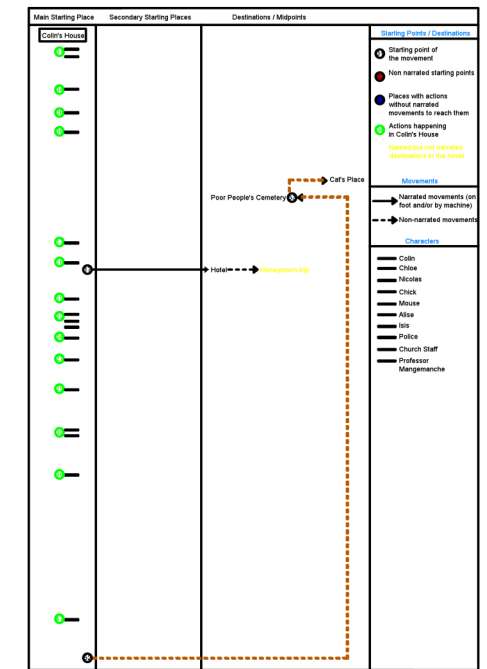 Main Starting Place
Secondary Starting Places
Destinations / Midpoints
Colin's House
Cat's Place
Poor People's Cemetery
Hotel
honeymoon trip
Starting Points / Destinations
Starting point of
the movement
Non narrated starting points
Places with actions
without narrated
movements to reach them
Actions happening
in Colin's House
Named but not narrated
destinations in the novel
Movements
Narrated movements (on
foot and/or by machine)
Non-narrated movements
Characters
Colin
Chloe
Nicolas
Chick
Mouse
Alise
Isis
Police
Church Staff
Professor
Mangemanche